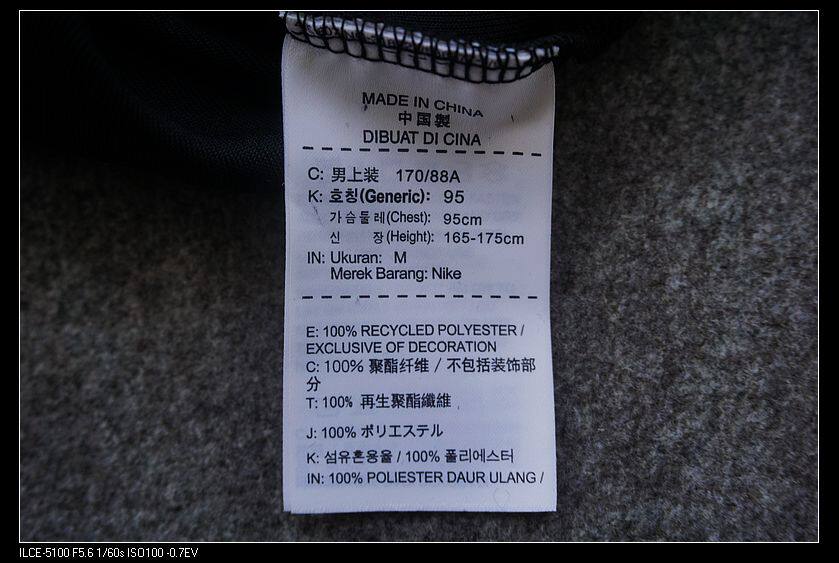 MADE IN CHINA
中国製
DIBUAT DI CINA
C: 男上装 170/88A
K: 호칭(Generic): 95
가슴둘레(Chest): 95cm
신 장(Height): 165-175cm
IN: Ukuran: M
Merek Barang: Nike
E: 100% RECYCLED POLYESTER /
EXCLUSIVE OF DECORATION
C: 100% 聚酯纤维 / 不包括装饰部
分
T: 100% 再生聚酯纖維
J: 100% ポリエステル
K: 섬유혼용율 / 100% 폴리에스터
IN: 100% POLIESTER DAUR ULANG /
ILCE-5100 F5.6 1/60s ISO100 -0.7EV